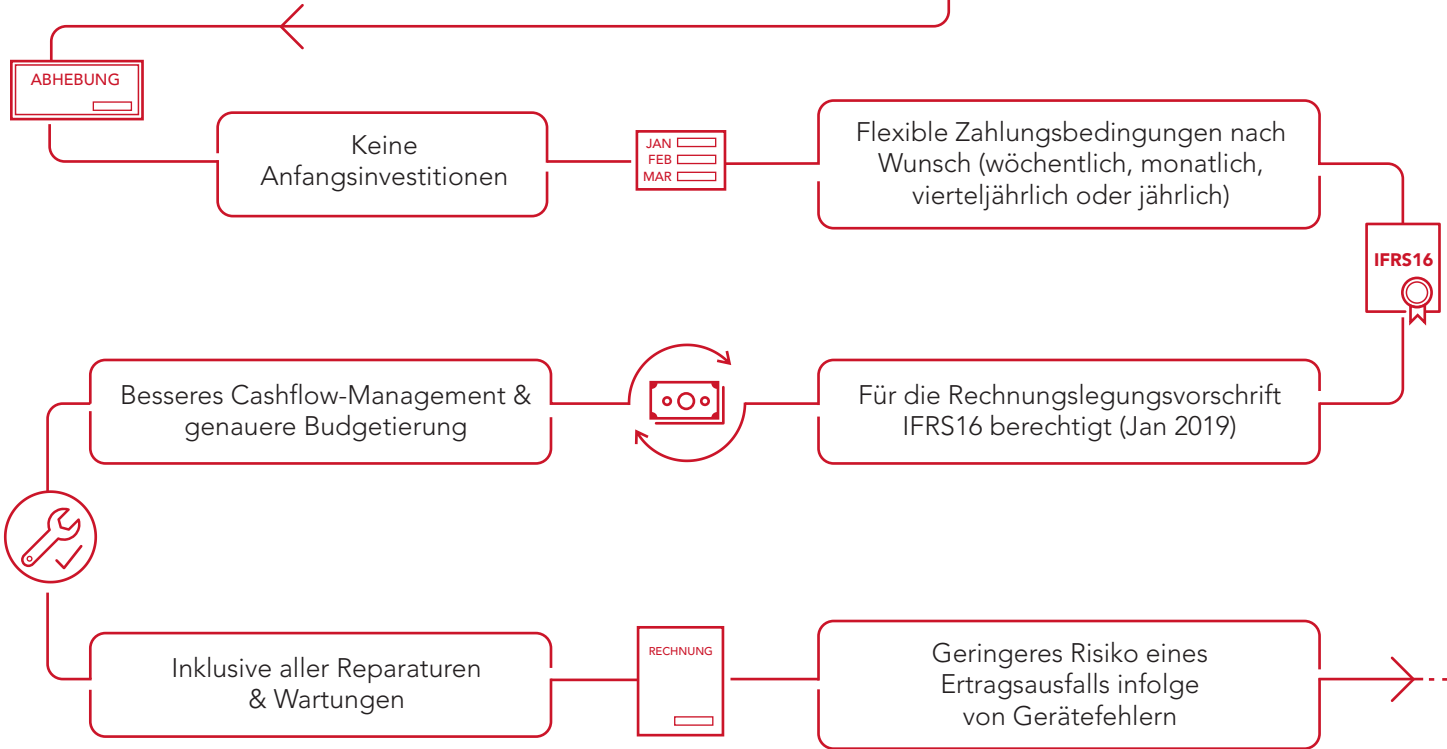 ABHEBUNG
Keine
Anfangsinvestitionen
JAN
FEB
MAR
Flexible Zahlungsbedingungen nach
Wunsch (wöchentlich, monatlich,
vierteljährlich oder jährlich)
IFRS16
Für die Rechnungslegungsvorschrift
IFRS16 berechtigt (Jan 2019)
Besseres Cashflow-Management &
genauere Budgetierung
Inklusive aller Reparaturen
& Wartungen
RECHNUNG
Geringeres Risiko eines
Ertragsausfalls infolge
von Gerätefehlern